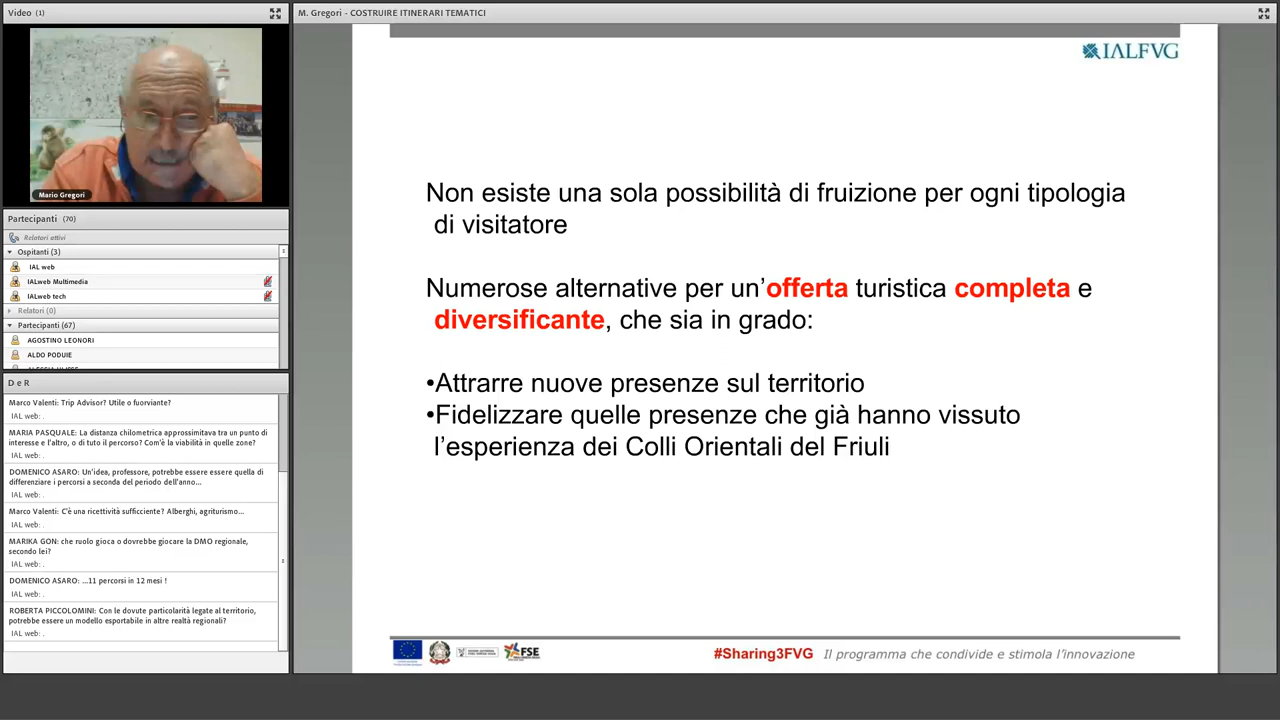 Video (1)
M. Gregori - COSTRUIRE ITINERARI TEMATICI
Mario Gregori
Partecipanti (70)
Relatori attivi
Ospitanti (3)
IAL web
IALweb Multimedia
IALweb tech
Relatori (0)
Partecipanti (67)
AGOSTINO LEONORI
ALDO PODUIE
D e R
Marco Valenti: Trip Advisor? Utile o fuorviante?
IAL web: .
MARIA PASQUALE: La distanza chilometrica approssimitava tra un punto di
interesse e l'altro, o di tuto il percorso? Com'è la viabilità in quelle zone?
IAL web: .
DOMENICO ASARO: Un'idea, professore, potrebbe essere essere quella di
differenziare i percorsi a seconda del periodo dell'anno...
IAL web: .
Marco Valenti: C'è una ricettività sufficciente? Alberghi, agriturismo...
IAL web: .
MARIKA GON: che ruolo gioca o dovrebbe giocare la DMO regionale,
secondo lei?
IAL web: .
DOMENICO ASARO: ...11 percorsi in 12 mesi !
IAL web: .
ROBERTA PICCOLOMINI: Con le dovute particolarità legate al territorio,
potrebbe essere un modello esportabile in altre realtà regionali?
IAL web: .
IALFVG
Non esiste una sola possibilità di fruizione per ogni tipologia
di visitatore
Numerose alternative per un'offerta turistica completa e
diversificante, che sia in grado:
•Attrarre nuove presenze sul territorio
•Fidelizzare quelle presenze che già hanno vissuto
l'esperienza dei Colli Orientali del Friuli
FSE
#Sharing3FVG Il programma che condivide e stimola l'innovazione